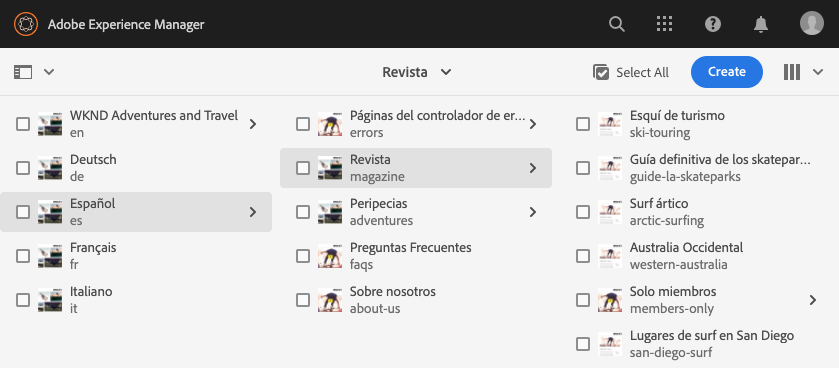 Adobe Experience Manager
Revista
Select All
Create
WKND Adventures and Travel
en
Deutsch
de
Español
es
Français
fr
Italiano
it
Páginas del controlador de er...
errors
Revista
magazine
Peripecias
adventures
Preguntas Frecuentes
faqs
Sobre nosotros
about-us
Esquí de turismo
ski-touring
Guía definitiva de los skatepar...
guide-la-skateparks
Surf ártico
arctic-surfing
Australia Occidental
western-australia
Solo miembros
members-only
Lugares de surf en San Diego
san-diego-surf